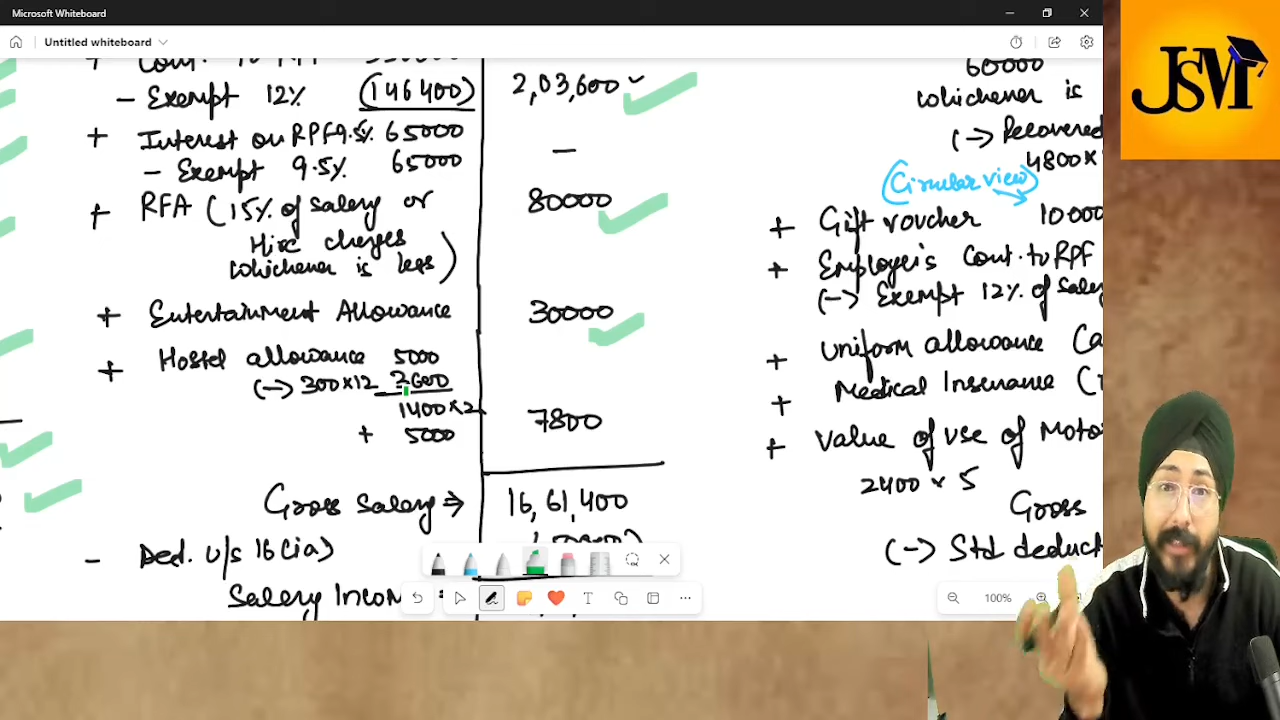 Microsoft Whiteboard
Untitled whiteboard
- Exempt 12% (146400) 2,03,600
+ Interest on RPF 9.5% 65000
- Exempt 9.5% 65000 —
+ RFA (15% of salary or 80000
Hire charges
whichever is less)
+ Entertainment Allowance 30000
+ Hostel allowance 5000
(-) 300×12 3600
1400×2
+ 5000 7800
Gross Salary → 16,61,400
- Ded. u/s 16(ia)
Salary Incom
60000
whichever is
(-) Recovered
4800×
(Circular view)
+ Gift voucher 10000
+ Employer's Cont. to RPF
(-) Exempt 12% of Salar
+ Uniform allowance (a
+ Medical Insurance (
+ Value of use of Moto
2400 × 5
Gross
(-) Std deduct
100%
JSM